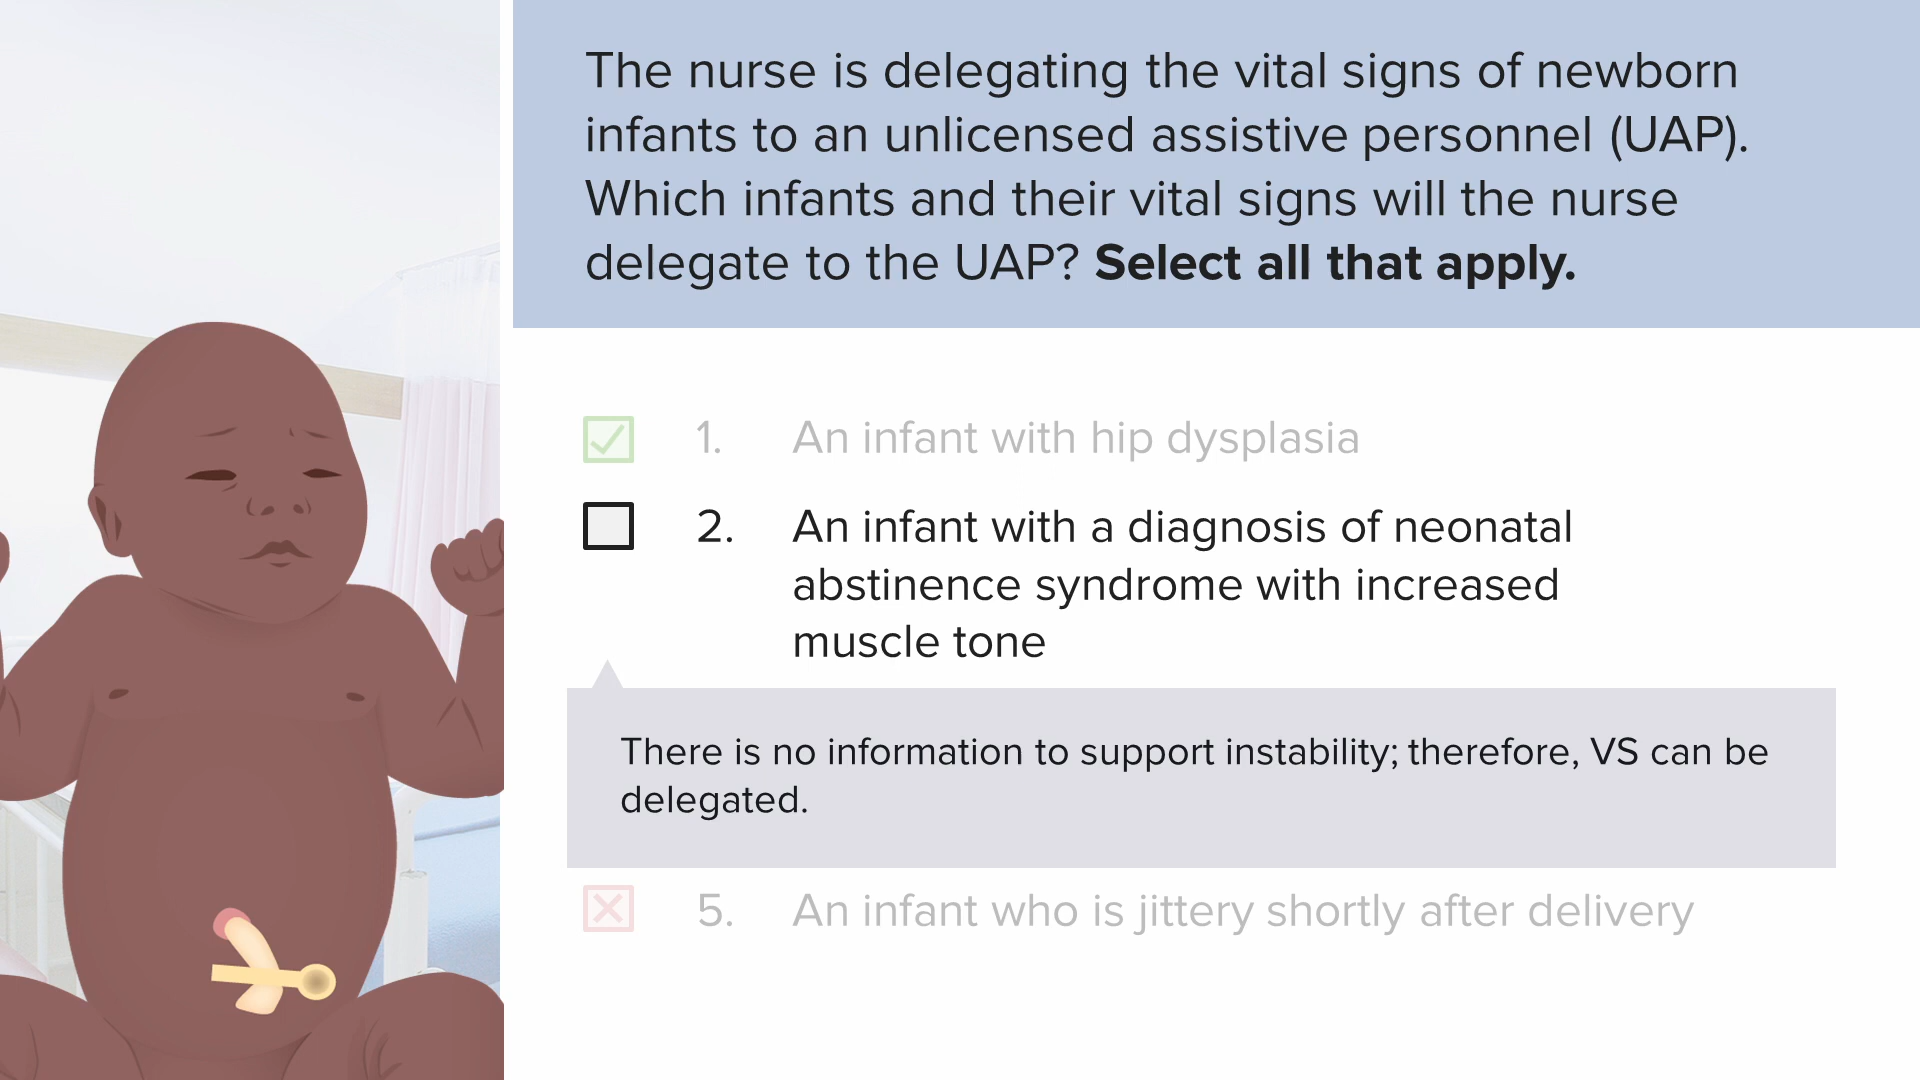 The nurse is delegating the vital signs of newborn
infants to an unlicensed assistive personnel (UAP).
Which infants and their vital signs will the nurse
delegate to the UAP? Select all that apply.
1. An infant with hip dysplasia
2. An infant with a diagnosis of neonatal
abstinence syndrome with increased
muscle tone
There is no information to support instability; therefore, VS can be
delegated.
5. An infant who is jittery shortly after delivery